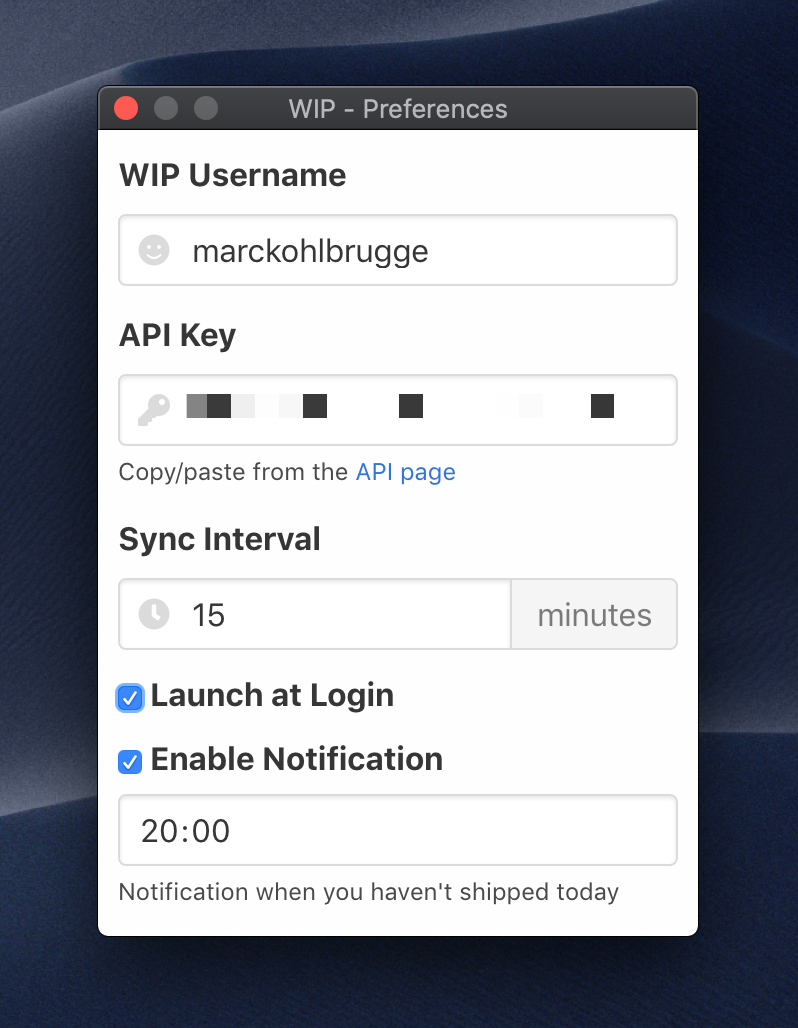 WIP - Preferences
WIP Username
marckohlbrugge
API Key
Copy/paste from the API page
Sync Interval
15 minutes
Launch at Login
Enable Notification
20:00
Notification when you haven't shipped today